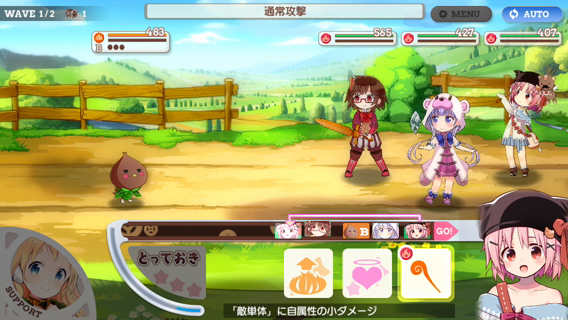 WAVE 1/2 1
通常攻撃
MENU
AUTO
483
B
565
427
407
B
GO!
とっておき
SUPPORT
「敵単体」に自属性の小ダメージ